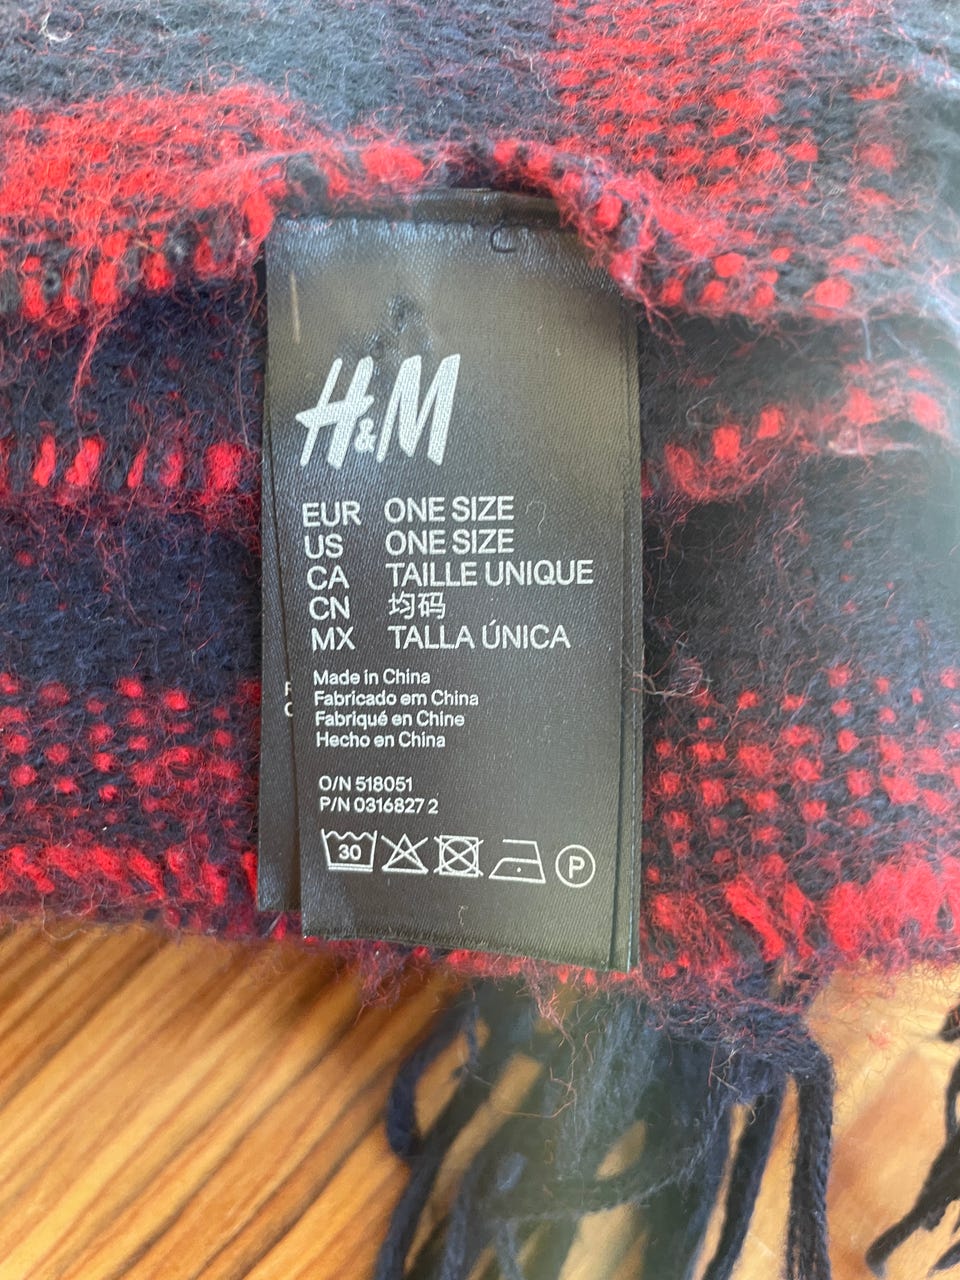 H&M
EUR ONE SIZE
US ONE SIZE
CA TAILLE UNIQUE
CN 均码
MX TALLA ÚNICA
Made in China
Fabricado em China
Fabriqué en Chine
Hecho en China
O/N 518051
P/N 0316827 2
30 P